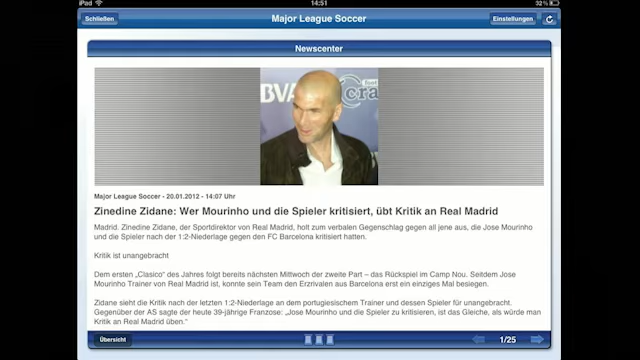 iPad 14:51 32%
Schließen Major League Soccer Einstellungen
Newscenter
BBVA
Major League Soccer - 20.01.2012 - 14:07 Uhr
Zinedine Zidane: Wer Mourinho und die Spieler kritisiert, übt Kritik an Real Madrid
Madrid. Zinedine Zidane, der Sportdirektor von Real Madrid, holt zum verbalen Gegenschlag gegen all jene aus, die Jose Mourinho
und die Spieler nach der 1:2-Niederlage gegen den FC Barcelona kritisiert hatten.
Kritik ist unangebracht
Dem ersten „Clasico" des Jahres folgt bereits nächsten Mittwoch der zweite Part – das Rückspiel im Camp Nou. Seitdem Jose
Mourinho Trainer von Real Madrid ist, konnte sein Team den Erzrivalen aus Barcelona erst ein einziges Mal besiegen.
Zidane sieht die Kritik nach der letzten 1:2-Niederlage an dem portugiesischem Trainer und dessen Spieler für unangebracht.
Gegenüber der AS sagte der heute 39-jährige Franzose: „Jose Mourinho und die Spieler zu kritisieren, ist das Gleiche, als würde man
Kritik an Real Madrid üben."
Übersicht 1/25